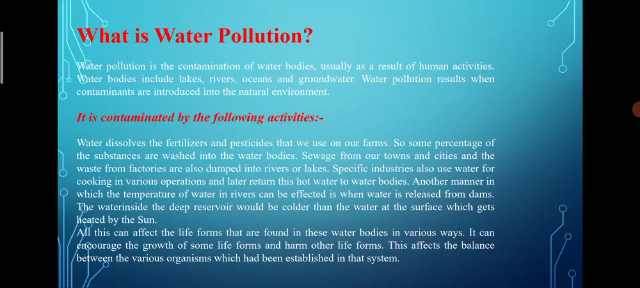 What is Water Pollution?
Water pollution is the contamination of water bodies, usually as a result of human activities.
Water bodies include lakes, rivers, oceans and groundwater. Water pollution results when
contaminants are introduced into the natural environment.
It is contaminated by the following activities:-
Water dissolves the fertilizers and pesticides that we use on our farms. So some percentage of
the substances are washed into the water bodies. Sewage from our towns and cities and the
waste from factories are also dumped into rivers or lakes. Specific industries also use water for
cooking in various operations and later return this hot water to water bodies. Another manner in
which the temperature of water in rivers can be effected is when water is released from dams.
The waterinside the deep reservoir would be colder than the water at the surface which gets
heated by the Sun.
All this can affect the life forms that are found in these water bodies in various ways. It can
encourage the growth of some life forms and harm other life forms. This affects the balance
between the various organisms which had been established in that system.